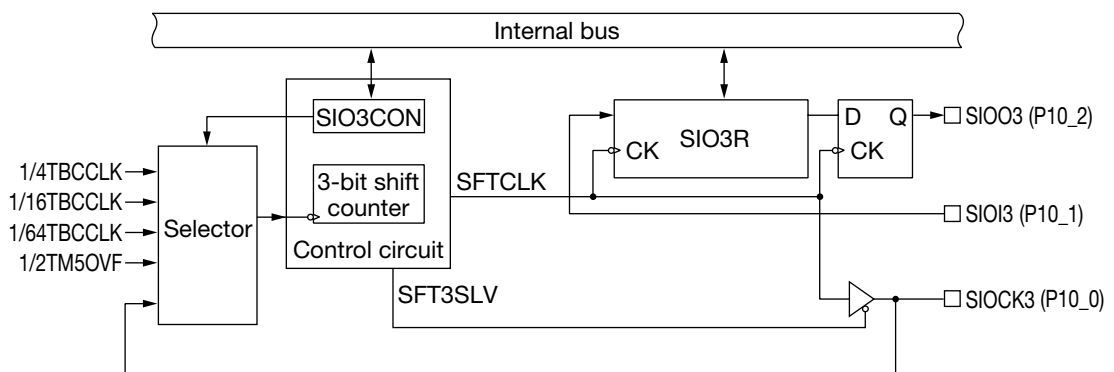 Internal bus
SIO3CON
SIO3R
CK
D Q
CK
SIOO3 (P10_2)
1/4TBCCLK
1/16TBCCLK
1/64TBCCLK
1/2TM5OVF
Selector
3-bit shift
counter
Control circuit
SFTCLK
SIOI3 (P10_1)
SFT3SLV
SIOCK3 (P10_0)